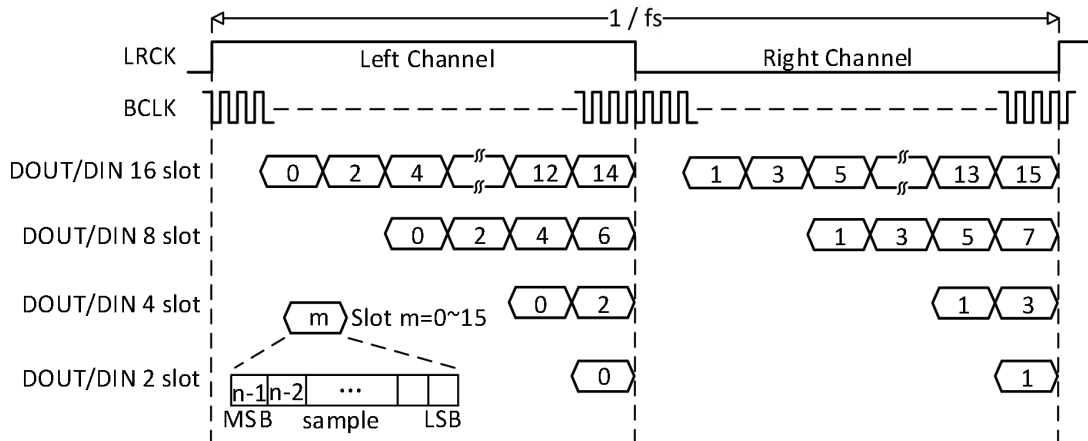 1 / fs
LRCK Left Channel Right Channel
BCLK
DOUT/DIN 16 slot 0 2 4 12 14 1 3 5 13 15
DOUT/DIN 8 slot 0 2 4 6 1 3 5 7
DOUT/DIN 4 slot 0 2 1 3
m Slot m=0~15
DOUT/DIN 2 slot 0 1
n-1 n-2 ...
MSB sample LSB